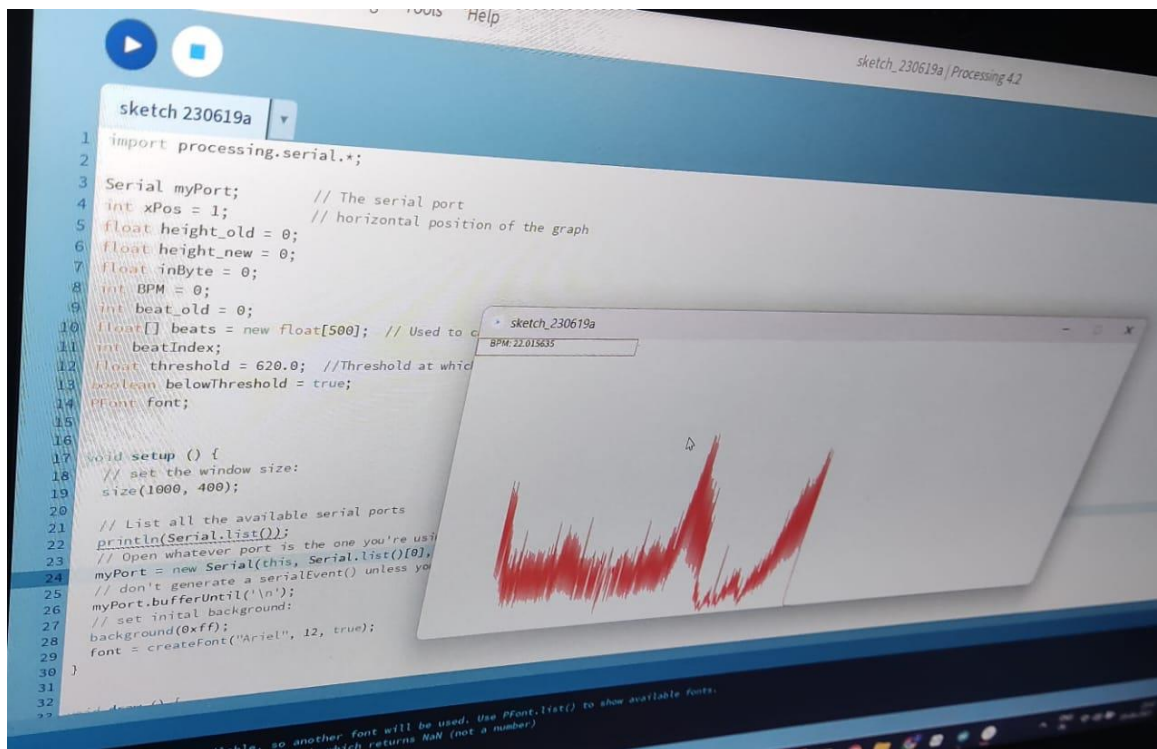 Tools Help
sketch_230619a | Processing 4.2
sketch 230619a
1 import processing.serial.*;
2
3 Serial myPort; // The serial port
4 int xPos = 1; // horizontal position of the graph
5 float height_old = 0;
6 float height_new = 0;
7 float inByte = 0;
8 int BPM = 0;
9 int beat_old = 0;
10 float[] beats = new float[500]; // Used to c
11 int beatIndex;
12 float threshold = 620.0; //Threshold at whic
13 boolean belowThreshold = true;
14 PFont font;
15
16
17 void setup () {
18 // set the window size:
19 size(1000, 400);
20
21 // List all the available serial ports
22 println(Serial.list());
23 // Open whatever port is the one you're usi
24 myPort = new Serial(this, Serial.list()[0],
25 // don't generate a serialEvent() unless yo
26 myPort.bufferUntil('\n');
27 // set inital background:
28 background(0xff);
29 font = createFont("Ariel", 12, true);
30 }
31
32
sketch_230619a
BPM: 22.015635
so another font will be used. Use PFont.list() to show available fonts.
which returns NaN (not a number)